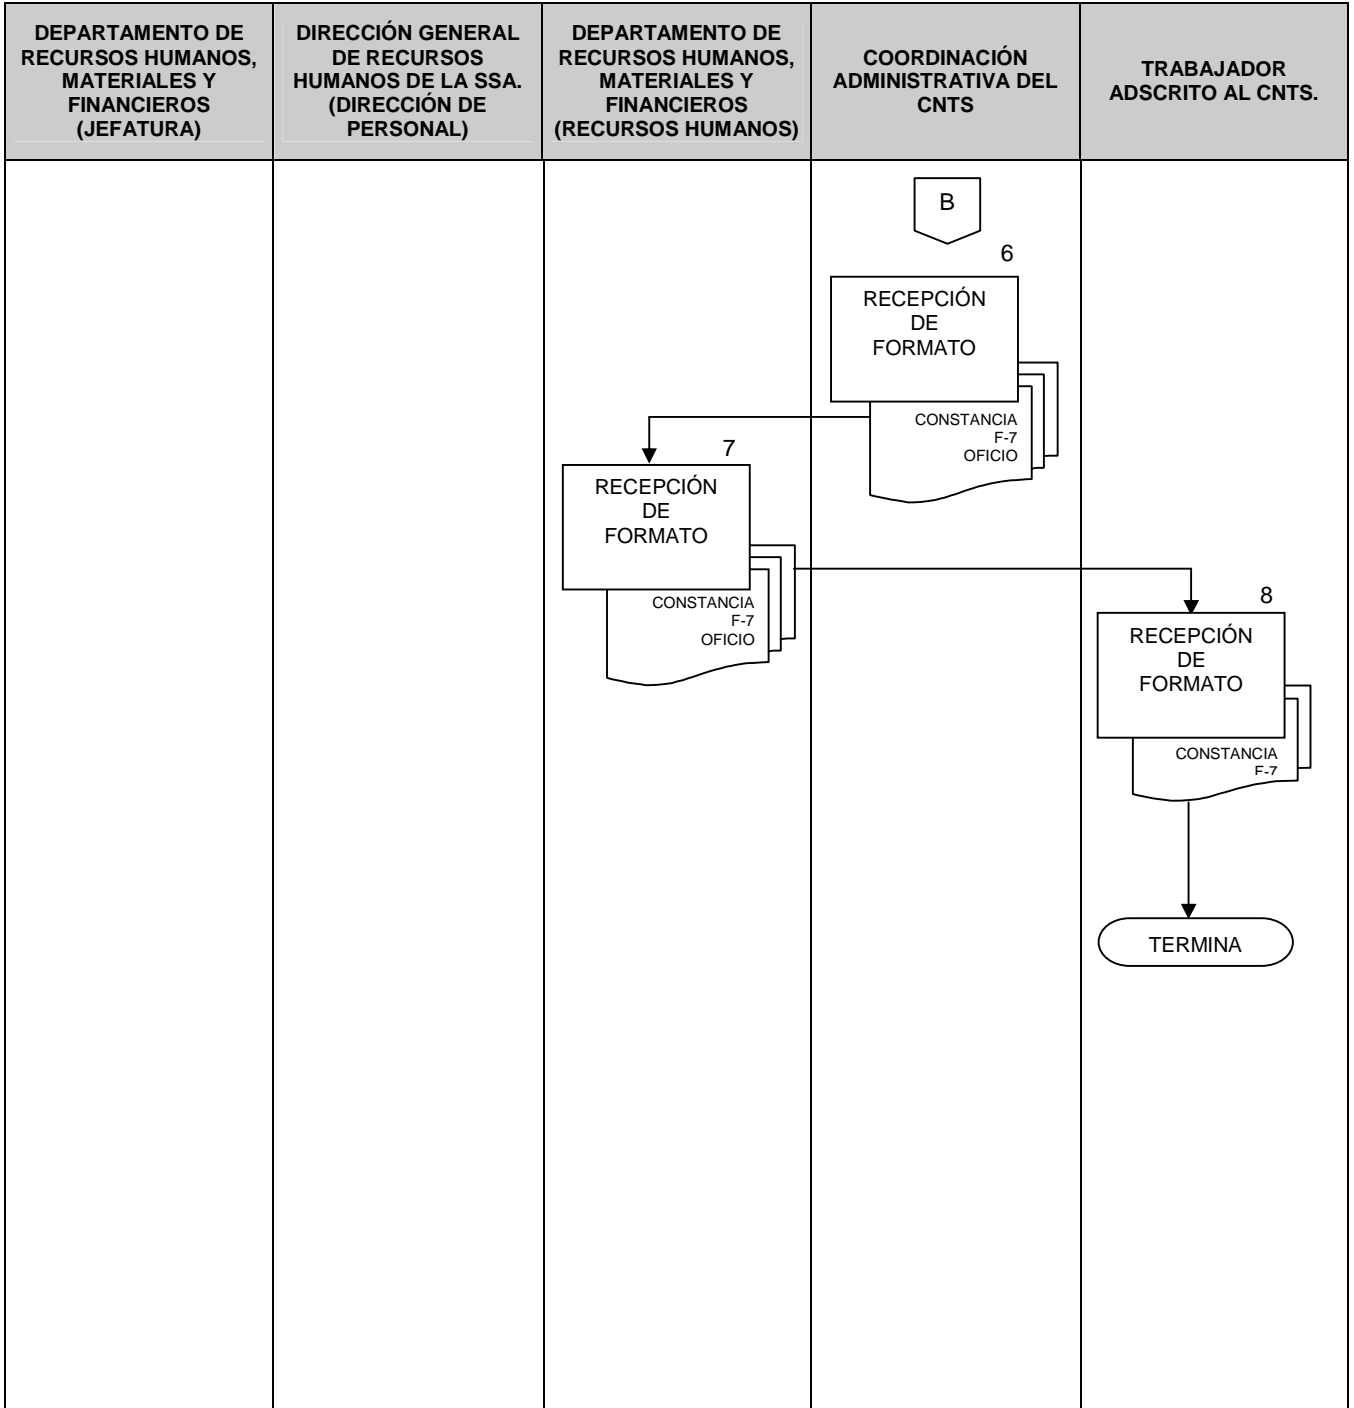 DEPARTAMENTO DE
RECURSOS HUMANOS,
MATERIALES Y
FINANCIEROS
(JEFATURA)
DIRECCIÓN GENERAL
DE RECURSOS
HUMANOS DE LA SSA.
(DIRECCIÓN DE
PERSONAL)
DEPARTAMENTO DE
RECURSOS HUMANOS,
MATERIALES Y
FINANCIEROS
(RECURSOS HUMANOS)
COORDINACIÓN
ADMINISTRATIVA DEL
CNTS
TRABAJADOR
ADSCRITO AL CNTS.
B
6
RECEPCIÓN
DE
FORMATO
CONSTANCIA
F-7
OFICIO
7
RECEPCIÓN
DE
FORMATO
CONSTANCIA
F-7
OFICIO
8
RECEPCIÓN
DE
FORMATO
CONSTANCIA
F-7
TERMINA